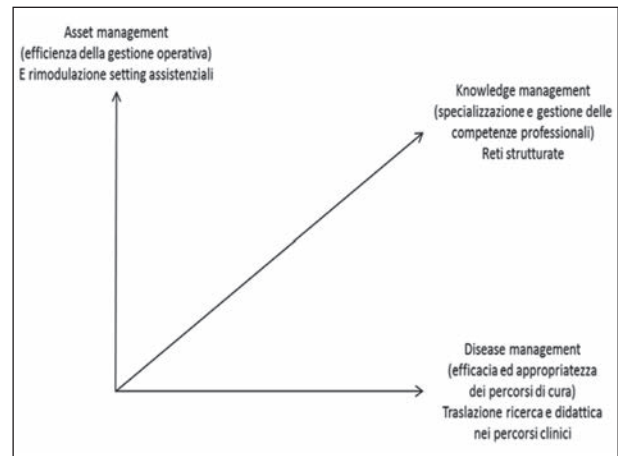 Asset management
(efficienza della gestione operativa)
E rimodulazione setting assistenziali
Knowledge management
(specializzazione e gestione delle
competenze professionali)
Reti strutturate
Disease management
(efficacia ed appropriatezza
dei percorsi di cura)
Traslazione ricerca e didattica
nei percorsi clinici